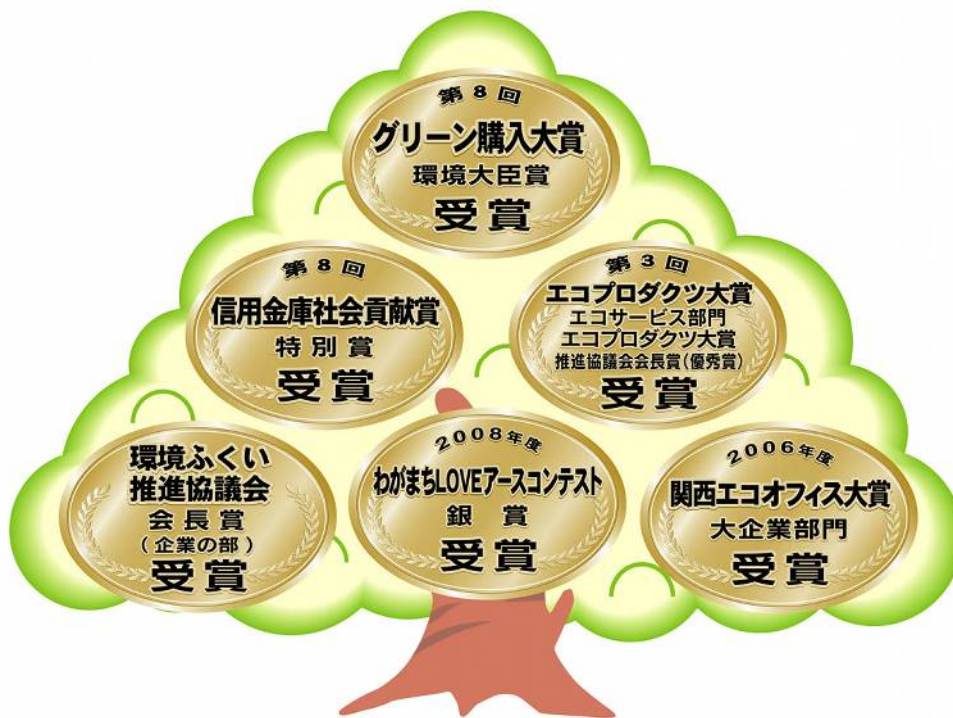 第8回
グリーン購入大賞
環境大臣賞
受賞
第8回
信用金庫社会貢献賞
特別賞
受賞
第3回
エコプロダクツ大賞
エコサービス部門
エコプロダクツ大賞
推進協議会会長賞(優秀賞)
受賞
環境ふくい
推進協議会
会長賞
(企業の部)
受賞
2008年度
わがまちLOVEアースコンテスト
銀賞
受賞
2006年度
関西エコオフィス大賞
大企業部門
受賞